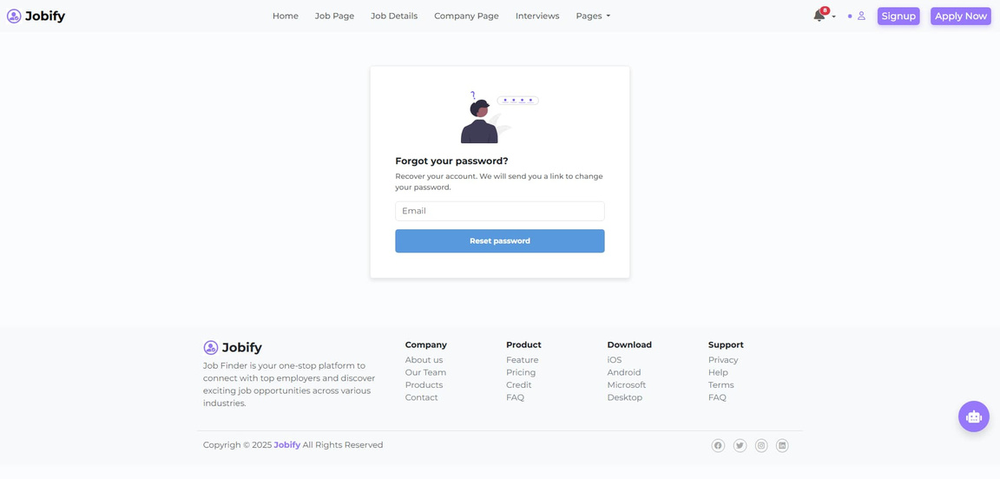 Jobify
Home
Job Page
Job Details
Company Page
Interviews
Pages
8
Signup
Apply Now
Forgot your password?
Recover your account. We will send you a link to change
your password.
Email
Reset password
Jobify
Job Finder is your one-stop platform to
connect with top employers and discover
exciting job opportunities across various
industries.
Company
About us
Our Team
Products
Contact
Product
Feature
Pricing
Credit
FAQ
Download
iOS
Android
Microsoft
Desktop
Support
Privacy
Help
Terms
FAQ
Copyrigh © 2025 Jobify All Rights Reserved